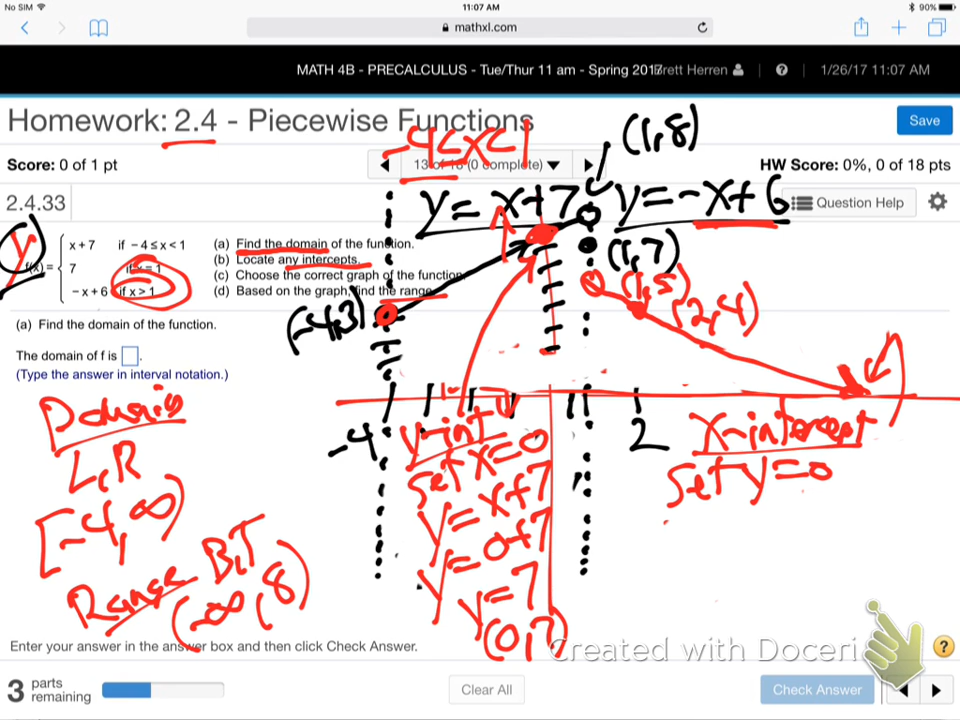 No SIM
11:07 AM
90%
mathxl.com
MATH 4B - PRECALCULUS - Tue/Thur 11 am - Spring 2017
Brett Herren
1/26/17 11:07 AM
Homework: 2.4 - Piecewise Functions
Save
-4≤x<1
(1,8)
Score: 0 of 1 pt
13 of 18 (0 complete)
HW Score: 0%, 0 of 18 pts
2.4.33
y=x+7
y=-x+6
Question Help
y
f(x) =
x+7 if -4≤x<1
7 if x=1
-x+6 if x>1
(a) Find the domain of the function.
(b) Locate any intercepts.
(c) Choose the correct graph of the function
(d) Based on the graph, find the range
(1,7)
(1,5)
(2,4)
(-4,3)
(a) Find the domain of the function.
The domain of f is
(Type the answer in interval notation.)
-4
2
Domain
L,R
[-4,∞)
Range B,T
(-∞,8)
y-int
set x=0
y=x+7
y=0+7
y=7
(0,7)
x-intercept
set y=0
Enter your answer in the answer box and then click Check Answer.
Created with Doceri
?
3 parts remaining
Clear All
Check Answer